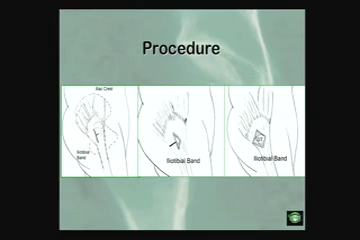 Procedure
Iliac Crest
Iliotibial
Band
Iliotibial Band
Iliotibial Band